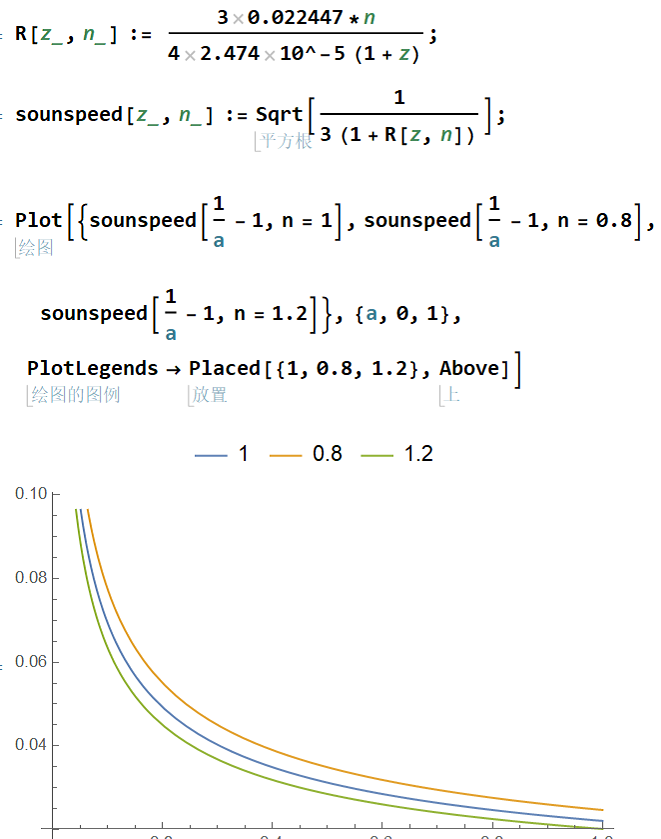 R[z_, n_] := 3×0.022447*n / 4×2.474×10^-5 (1 + z) ;
sounspeed[z_, n_] := Sqrt[ 1 / 3 (1 + R[z, n]) ];
平方根
Plot[{sounspeed[1/a - 1, n = 1], sounspeed[1/a - 1, n = 0.8],
绘图
sounspeed[1/a - 1, n = 1.2]}, {a, 0, 1},
PlotLegends → Placed[{1, 0.8, 1.2}, Above]]
绘图的图例 放置 上
1 0.8 1.2
0.10
0.08
0.06
0.04